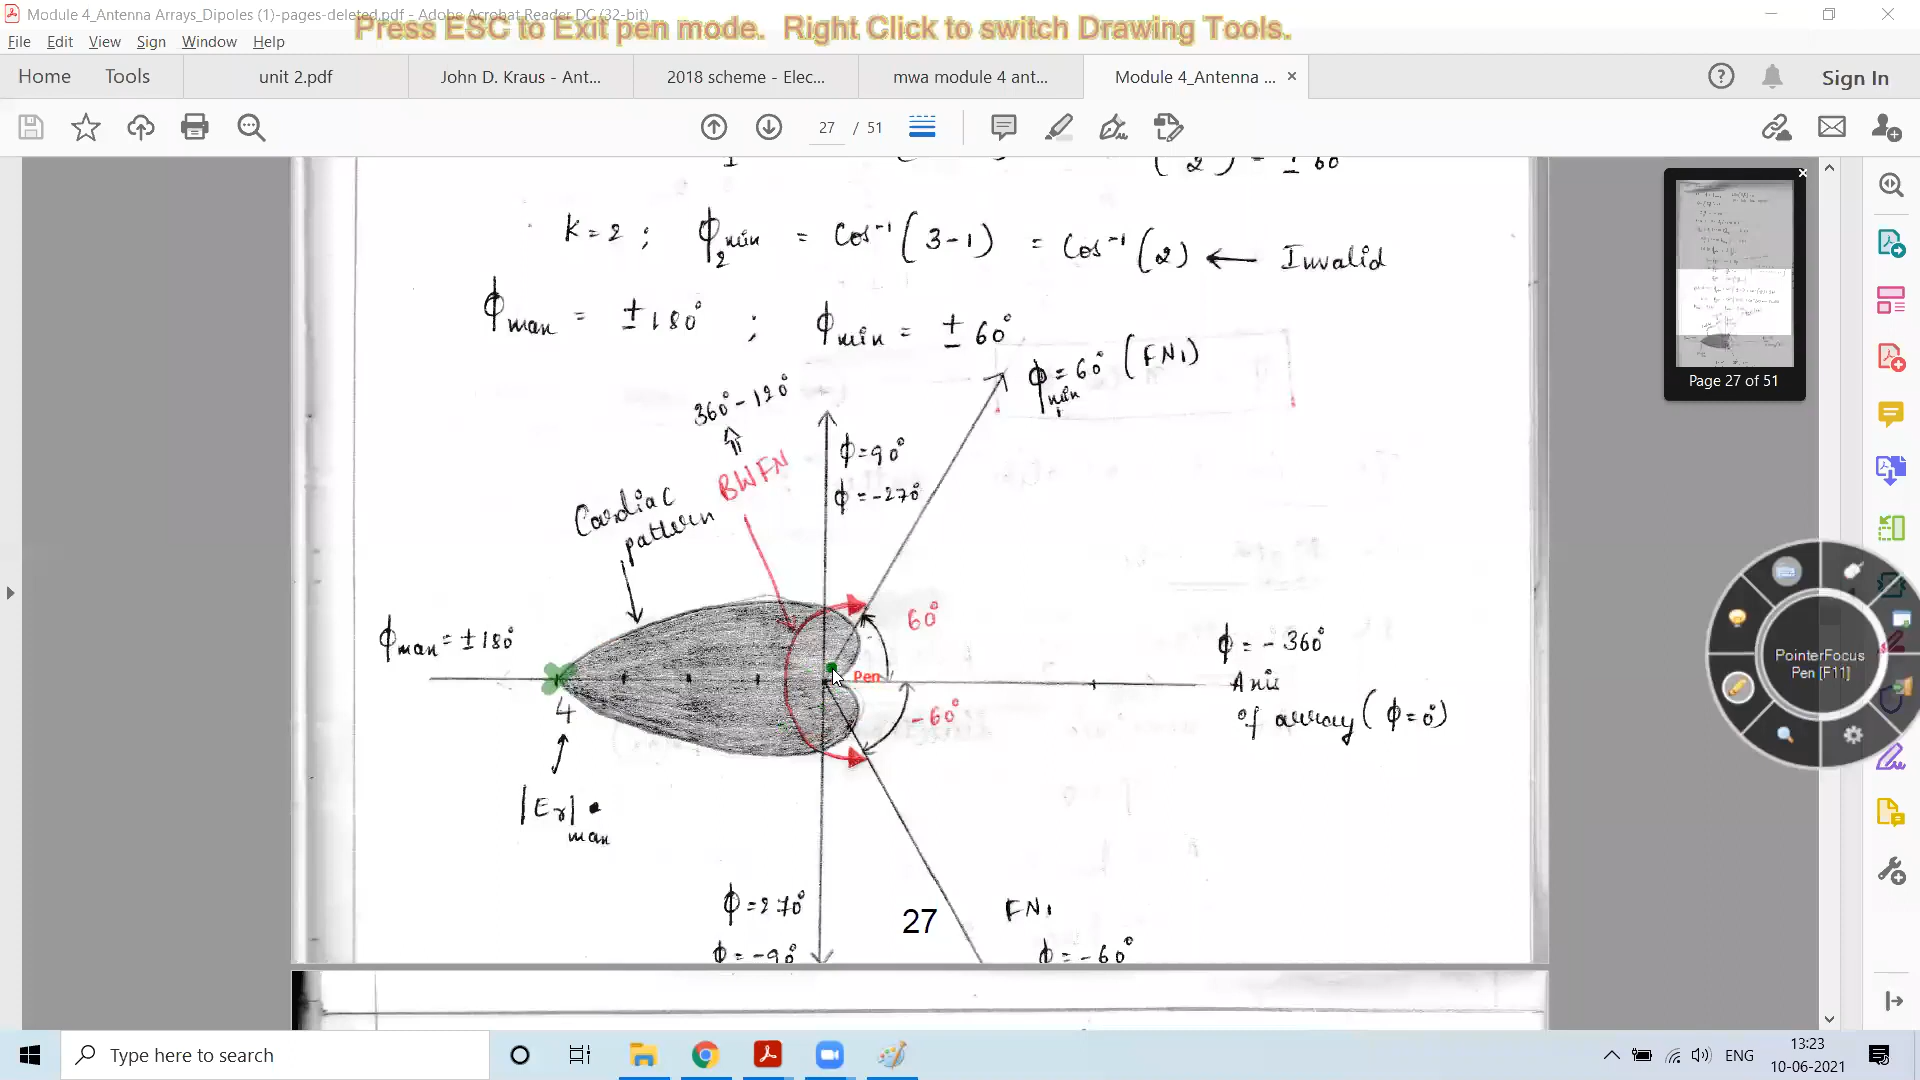 Module 4_Antenna Arrays_Dipoles (1)-pages-deleted.pdf - Adobe Acrobat Reader DC (32-bit)
Press ESC to Exit pen mode. Right Click to switch Drawing Tools.
File Edit View Sign Window Help
Home Tools unit 2.pdf John D. Kraus - Ant... 2018 scheme - Elec... mwa module 4 ant... Module 4_Antenna ... ×
Sign In
27 / 51
(2) = ± 60
K = 2 ; ϕmin2 = Cos⁻¹ (3-1) = Cos⁻¹ (2) ← Invalid
ϕmax = ±180° ; ϕmin = ± 60°
ϕmin1 = 60° (FN1)
360° - 120°
ϕ = 90°
BWFN
ϕ = -270°
Cardiac
pattern
60°
ϕmax = ±180°
ϕ = - 360°
Pen
Axis
4
-60°
of array (ϕ = 0°)
|Er|
max
ϕ = 270°
27
FN1
ϕ = -90°
ϕ = -60°
Page 27 of 51
PointerFocus
Pen [F11]
Type here to search
ENG
13:23
10-06-2021